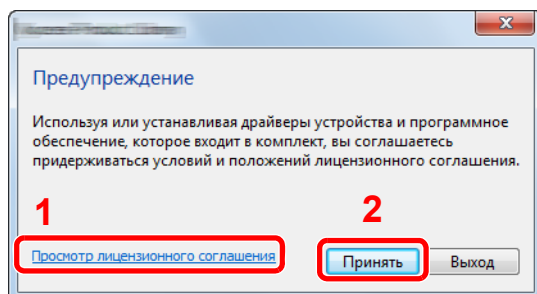 Предупреждение
Используя или устанавливая драйверы устройства и программное
обеспечение, которое входит в комплект, вы соглашаетесь
придерживаться условий и положений лицензионного соглашения.
1
2
Просмотр лицензионного соглашения
Принять
Выход